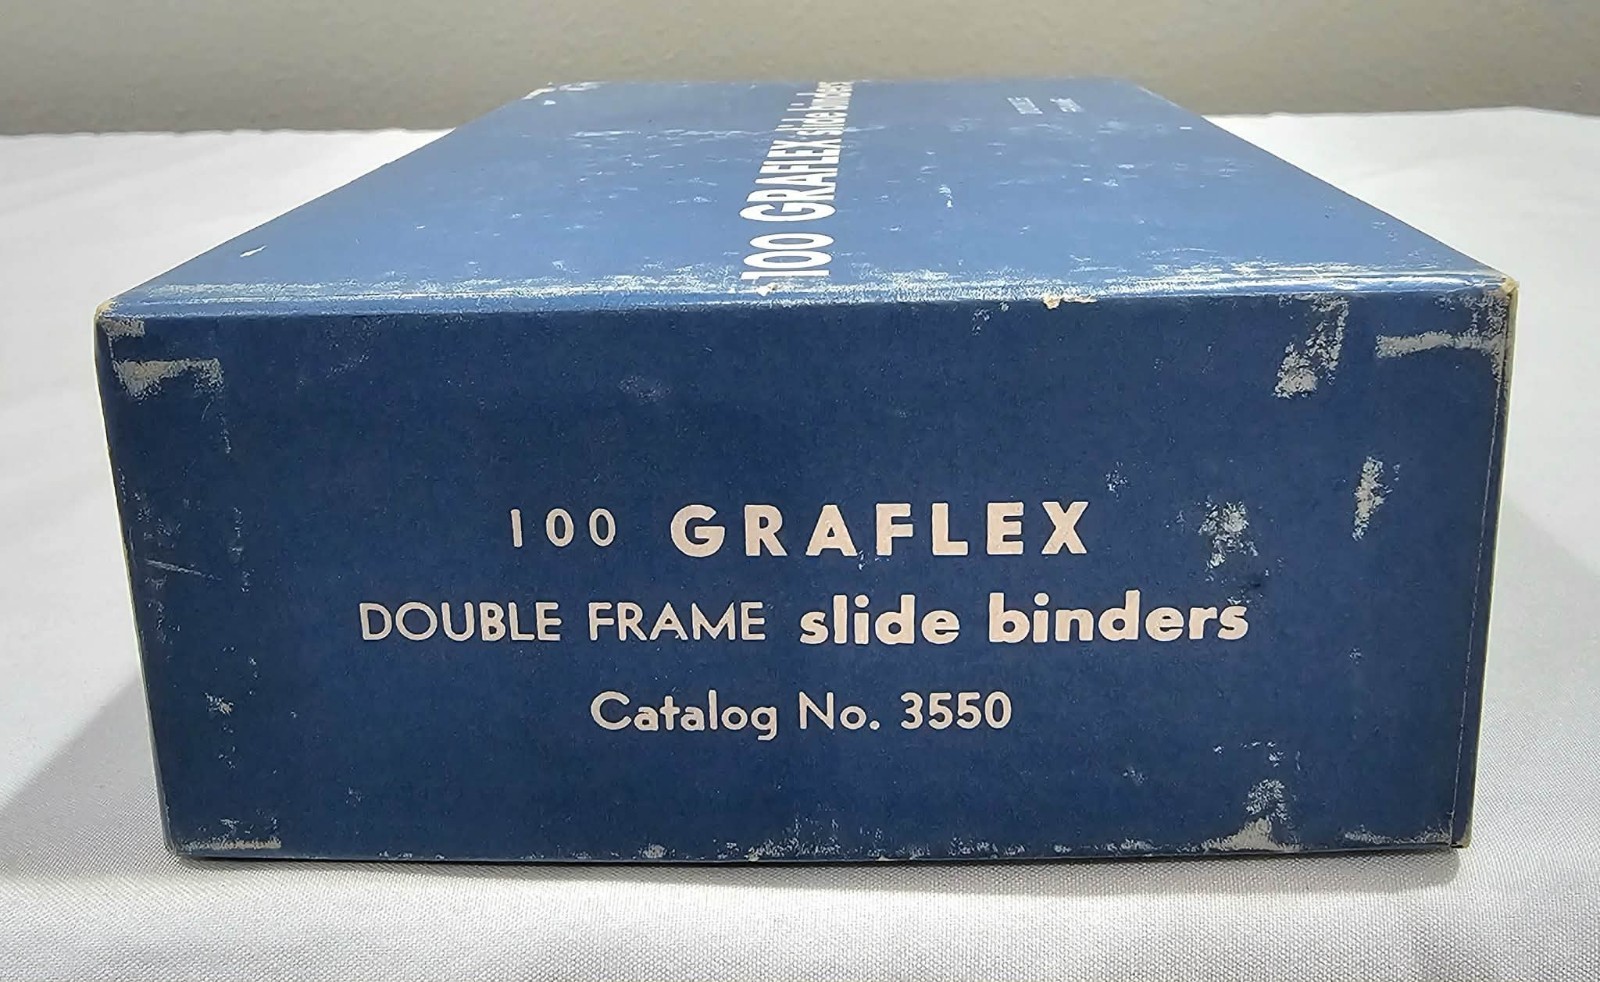 100 GRAFLEX slide binders
100 GRAFLEX
DOUBLE FRAME slide binders
Catalog No. 3550